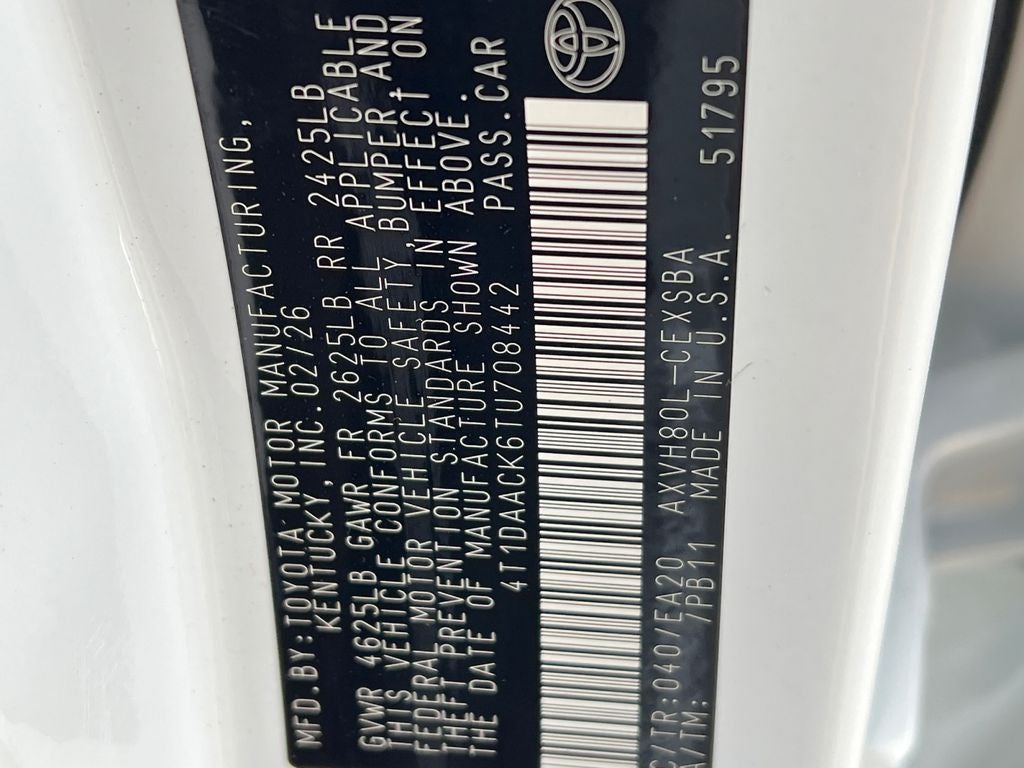 MFD.BY:TOYOTA MOTOR MANUFACTURING,
KENTUCKY,INC.02/26
GVWR 4625LB GAWR FR 2625LB RR 2425LB
THIS VEHICLE CONFORMS TO ALL APPLICABLE
FEDERAL MOTOR VEHICLE SAFETY,BUMPER AND
THEFT PREVENTION STANDARDS IN EFFECT ON
THE DATE OF MANUFACTURE SHOWN ABOVE.
4T1DAACK6TU708442 PASS.CAR
C/TR:040/EA20 AXVH80L-CEXSBA
A/TM: /PB11 MADE IN U.S.A. 51795